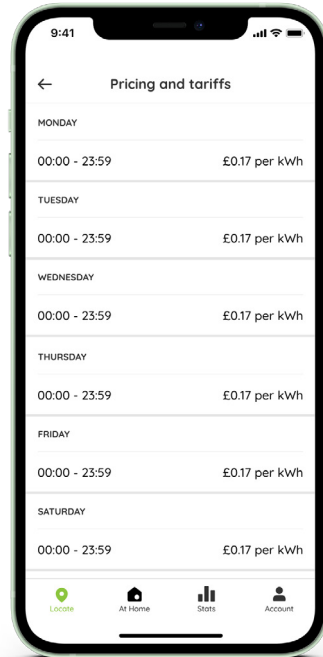 9:41
Pricing and tariffs
MONDAY
00:00 - 23:59 £0.17 per kWh
TUESDAY
00:00 - 23:59 £0.17 per kWh
WEDNESDAY
00:00 - 23:59 £0.17 per kWh
THURSDAY
00:00 - 23:59 £0.17 per kWh
FRIDAY
00:00 - 23:59 £0.17 per kWh
SATURDAY
00:00 - 23:59 £0.17 per kWh
Locate At Home Stats Account